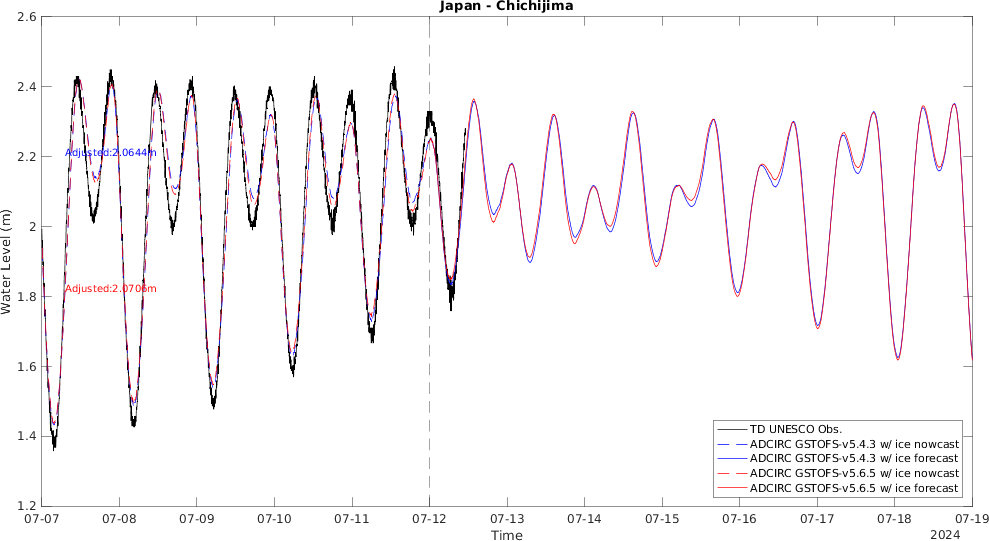 Japan - Chichijima
Water Level (m)
2.6
2.4
2.2
2
1.8
1.6
1.4
1.2
Adjusted:2.0644m
Adjusted:2.0706m
TD UNESCO Obs.
ADCIRC GSTOFS-v5.4.3 w/ ice nowcast
ADCIRC GSTOFS-v5.4.3 w/ ice forecast
ADCIRC GSTOFS-v5.6.5 w/ ice nowcast
ADCIRC GSTOFS-v5.6.5 w/ ice forecast
07-07 07-08 07-09 07-10 07-11 07-12 07-13 07-14 07-15 07-16 07-17 07-18 07-19
Time
2024